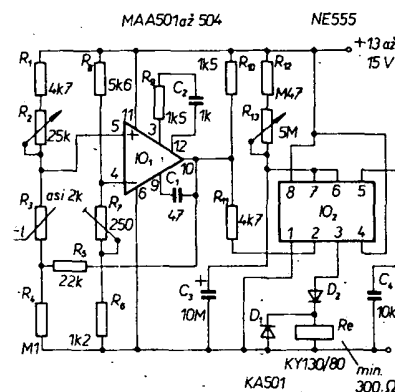 MAA501 až 504 NE555
+13 až
15 V
R1 4k7
R2 25k
R8 5k6
R9 1k5
C2 1k
R10 1k5
R12 M47
R13 5M
11 3 12
5 + IO1 10
4 − 9
6
C1 47
R3 asi 2k
-t
R7 250
R5 22k
R4 M1
R6 1k2
R11 4k7
8 7 6 5
IO2
1 2 3 4
C3 + 10M
D1 D2
Re
C4 10k
KY130/80
KA501
min.
300 Ω